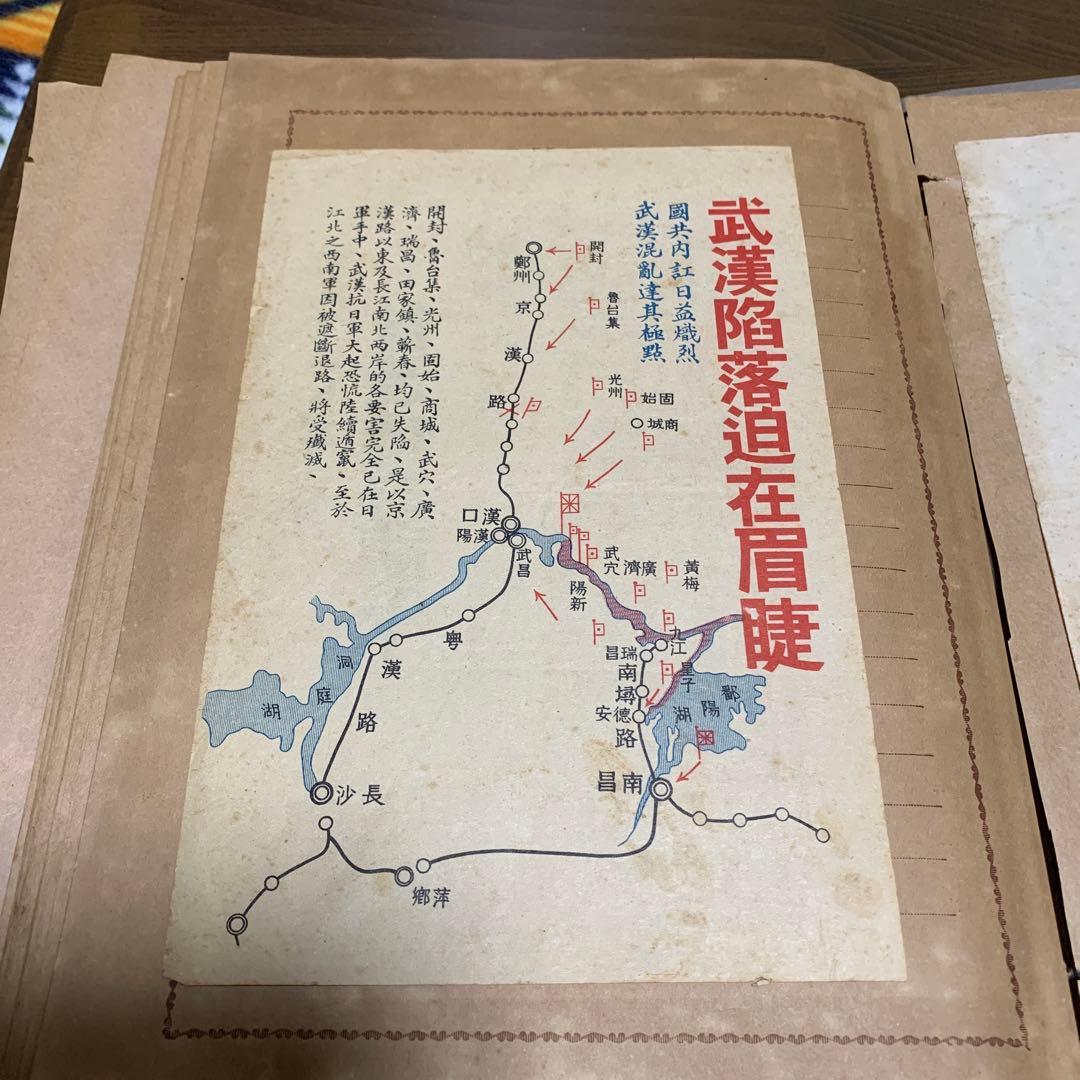 武漢陷落迫在眉睫
國共內訌日益熾烈
武漢混亂達其極點
開封、魯台集、光州、固始、商城、武穴、廣
濟、瑞昌、田家鎮、蘄春、均已失陷、是以京
漢路以東及長江南北兩岸的各要害完全已在日
軍手中、武漢抗日軍大起恐慌陸續遁竄、至於
江北之西南軍因被遮斷退路、將受殲滅、
開封
鄭州
魯台集
京漢路
光州
固始
商城
漢口
漢陽
武昌
武穴
廣濟
黃梅
陽新
九江
瑞昌
星子
南潯路
德安
鄱陽湖
南昌
粵漢路
洞庭湖
長沙
萍鄉